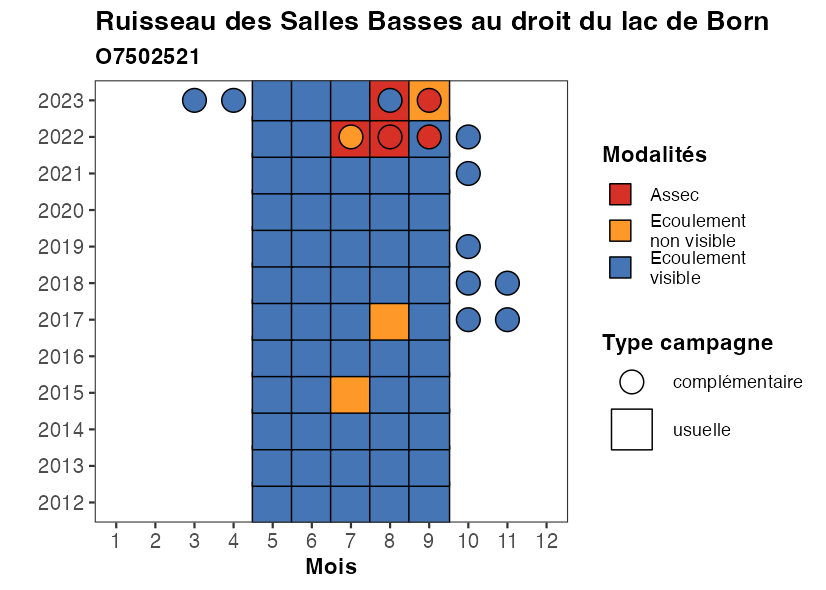 Ruisseau des Salles Basses au droit du lac de Born
O7502521
2023
2022
2021
2020
2019
2018
2017
2016
2015
2014
2013
2012
1 2 3 4 5 6 7 8 9 10 11 12
Mois
Modalités
Assec
Ecoulement
non visible
Ecoulement
visible
Type campagne
complémentaire
usuelle